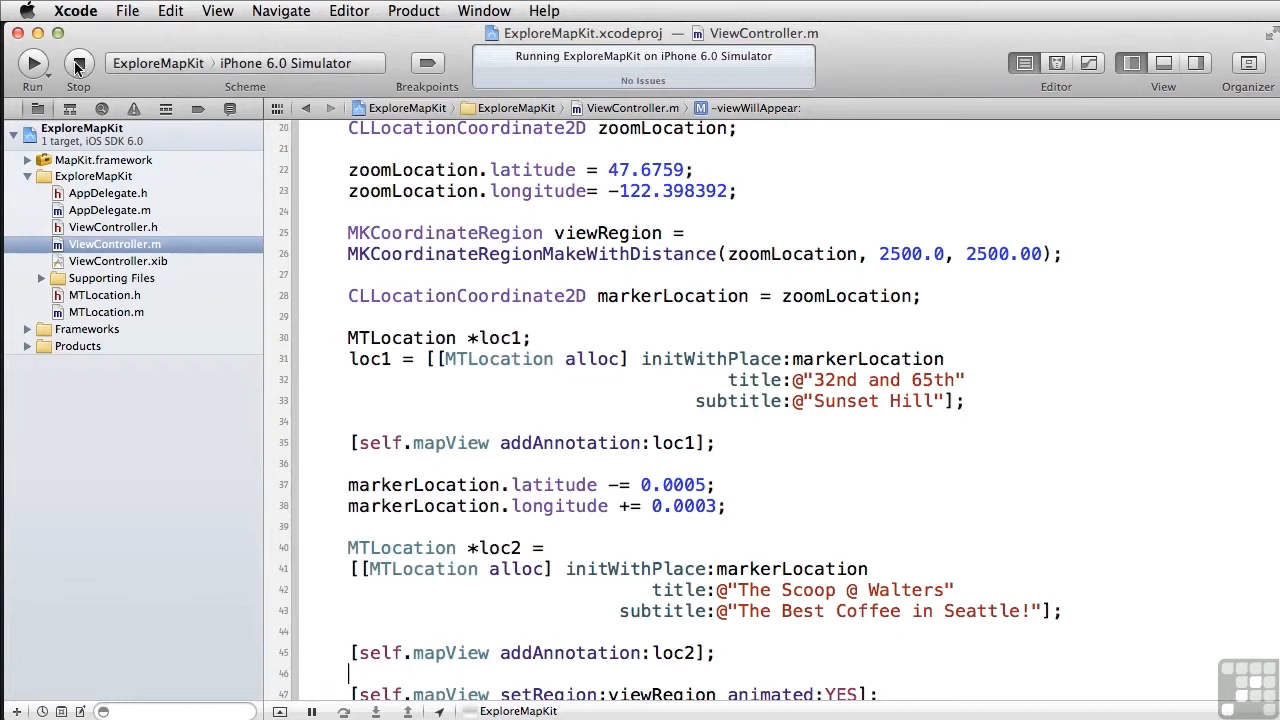 Xcode File Edit View Navigate Editor Product Window Help
ExploreMapKit.xcodeproj — ViewController.m
ExploreMapKit iPhone 6.0 Simulator
Running ExploreMapKit on iPhone 6.0 Simulator
No Issues
Run Stop Scheme Breakpoints Editor View Organizer
ExploreMapKit ExploreMapKit ViewController.m M -viewWillAppear:
ExploreMapKit
1 target, iOS SDK 6.0
MapKit.framework
ExploreMapKit
h AppDelegate.h
m AppDelegate.m
h ViewController.h
m ViewController.m
ViewController.xib
Supporting Files
h MTLocation.h
m MTLocation.m
Frameworks
Products
20 CLLocationCoordinate2D zoomLocation;
21
22 zoomLocation.latitude = 47.6759;
23 zoomLocation.longitude= -122.398392;
24
25 MKCoordinateRegion viewRegion =
26 MKCoordinateRegionMakeWithDistance(zoomLocation, 2500.0, 2500.00);
27
28 CLLocationCoordinate2D markerLocation = zoomLocation;
29
30 MTLocation *loc1;
31 loc1 = [[MTLocation alloc] initWithPlace:markerLocation
32 title:@"32nd and 65th"
33 subtitle:@"Sunset Hill"];
34
35 [self.mapView addAnnotation:loc1];
36
37 markerLocation.latitude -= 0.0005;
38 markerLocation.longitude += 0.0003;
39
40 MTLocation *loc2 =
41 [[MTLocation alloc] initWithPlace:markerLocation
42 title:@"The Scoop @ Walters"
43 subtitle:@"The Best Coffee in Seattle!"];
44
45 [self.mapView addAnnotation:loc2];
46
47 [self.mapView setRegion:viewRegion animated:YES];
ExploreMapKit